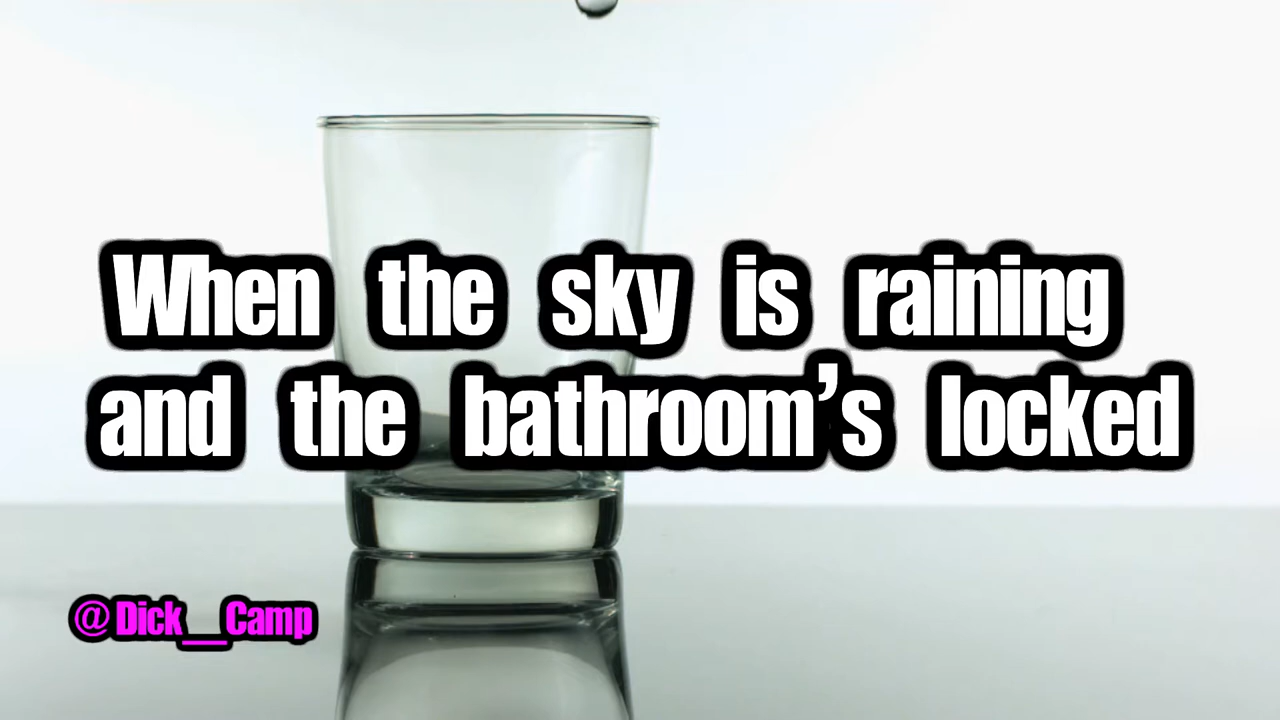 When the sky is raining
and the bathroom’s locked
@Dick__Camp